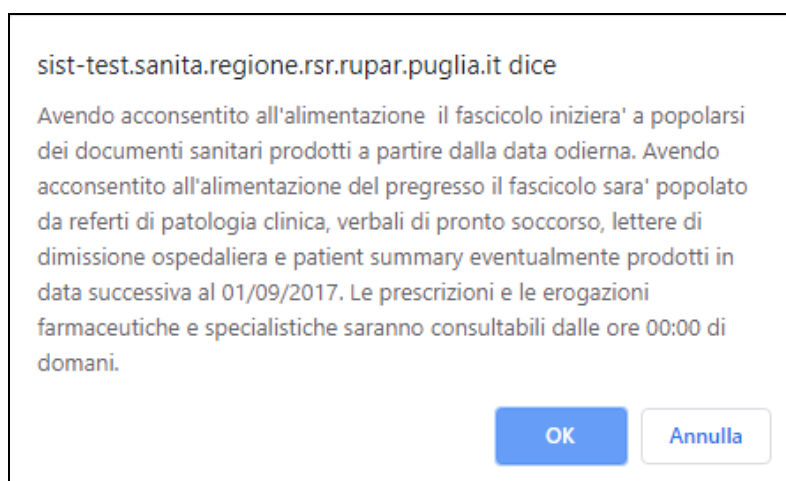 sist-test.sanita.regione.rsr.rupar.puglia.it dice
Avendo acconsentito all'alimentazione  il fascicolo iniziera' a popolarsi
dei documenti sanitari prodotti a partire dalla data odierna. Avendo
acconsentito all'alimentazione del pregresso il fascicolo sara' popolato
da referti di patologia clinica, verbali di pronto soccorso, lettere di
dimissione ospedaliera e patient summary eventualmente prodotti in
data successiva al 01/09/2017. Le prescrizioni e le erogazioni
farmaceutiche e specialistiche saranno consultabili dalle ore 00:00 di
domani.
OK Annulla